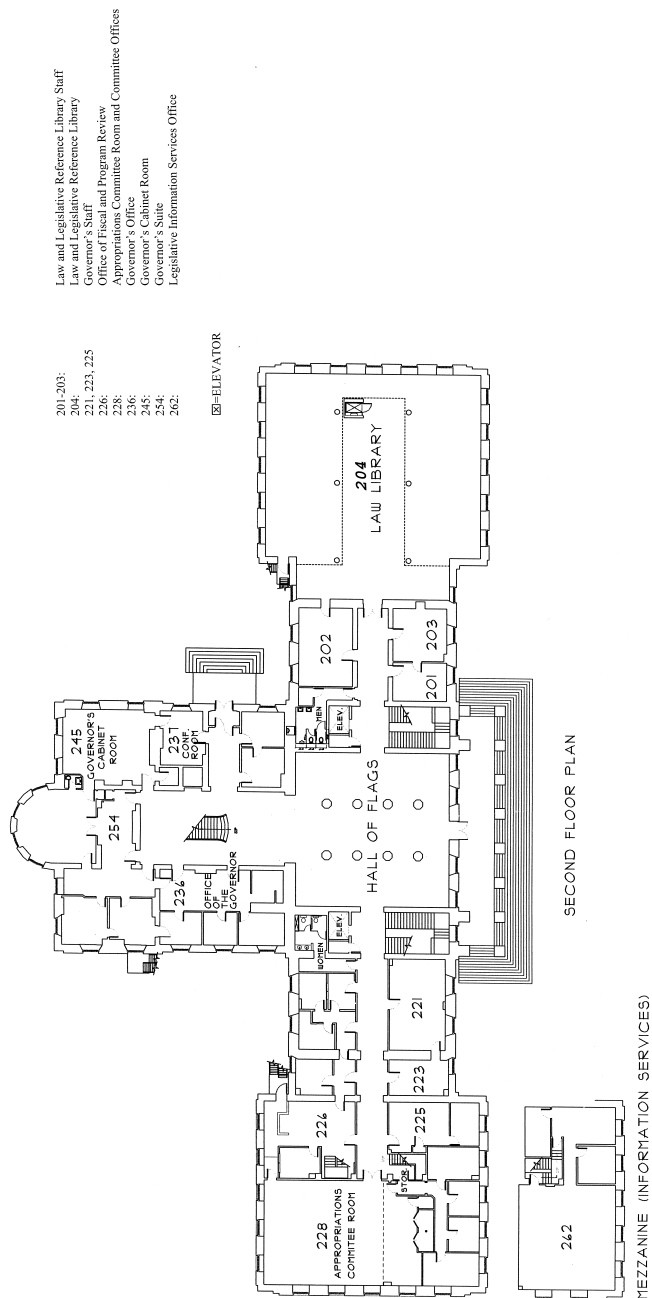 201-203: Law and Legislative Reference Library Staff
204: Law and Legislative Reference Library
221, 223, 225 Governor's Staff
226: Office of Fiscal and Program Review
228: Appropriations Committee Room and Committee Offices
236: Governor's Office
245: Governor's Cabinet Room
254: Governor's Suite
262: Legislative Information Services Office
=ELEVATOR
245
GOVERNOR'S
CABINET
ROOM
237
CONF.
ROOM
254
236
OFFICE
OF
THE
GOVERNOR
UP
MEN
ELEV.
202
204
LAW LIBRARY
203
201
HALL OF FLAGS
WOMEN
ELEV.
221
223
225
226
STOR
228
APPROPRIATIONS
COMMITEE ROOM
SECOND FLOOR PLAN
262
MEZZANINE (INFORMATION SERVICES)